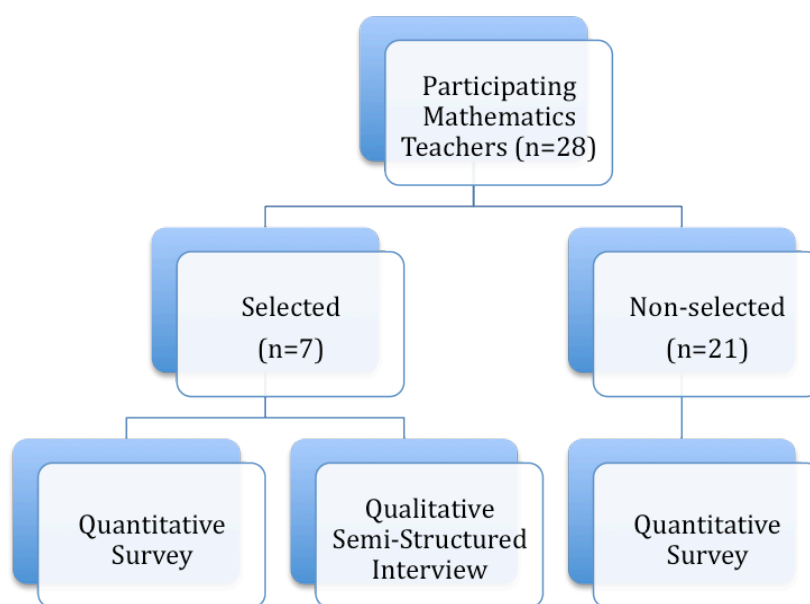 Participating
Mathematics
Teachers (n=28)
Selected
(n=7)
Non-selected
(n=21)
Quantitative
Survey
Qualitative
Semi-Structured
Interview
Quantitative
Survey